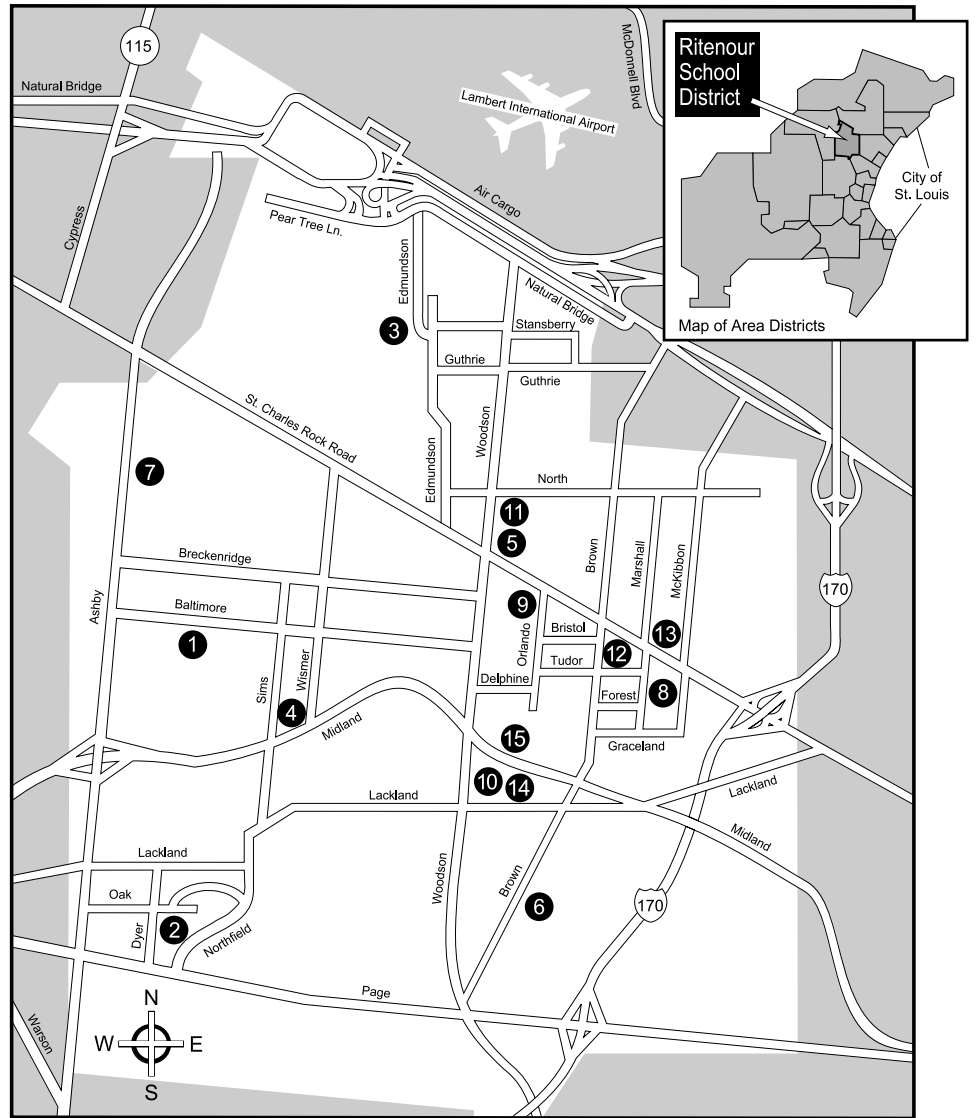 115
Natural Bridge
McDonnell Blvd
Lambert International Airport
Ritenour
School
District
City of
St. Louis
Map of Area Districts
Air Cargo
Pear Tree Ln.
Cypress
Edmundson
Natural Bridge
3
Stansberry
Guthrie
Guthrie
St. Charles Rock Road
Woodson
7
Edmundson
North
11
5
Brown
Marshall
McKibbon
Breckenridge
170
Ashby
Baltimore
9
Orlando
Bristol
12
13
1
Wismer
Tudor
Sims
Delphine
Forest
8
4
Midland
15
Graceland
10
14
Lackland
Lackland
Midland
Lackland
Woodson
Brown
Oak
6
170
Dyer
2
Northfield
Page
Warson
N
W
E
S